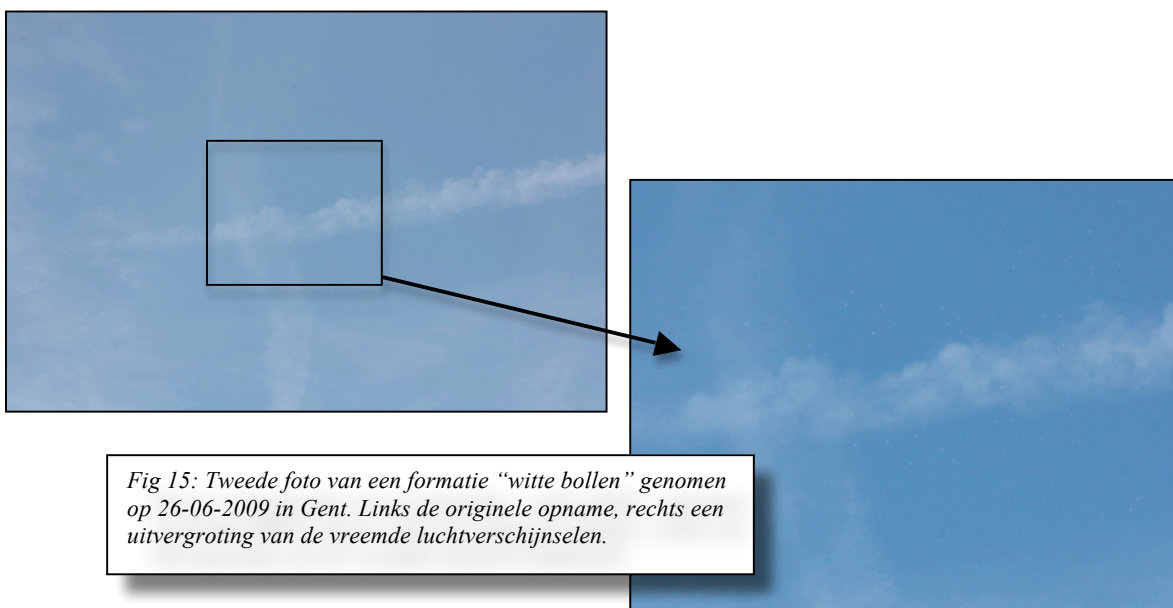 Fig 15: Tweede foto van een formatie “witte bollen” genomen
op 26-06-2009 in Gent. Links de originele opname, rechts een
uitvergroting van de vreemde luchtverschijnselen.